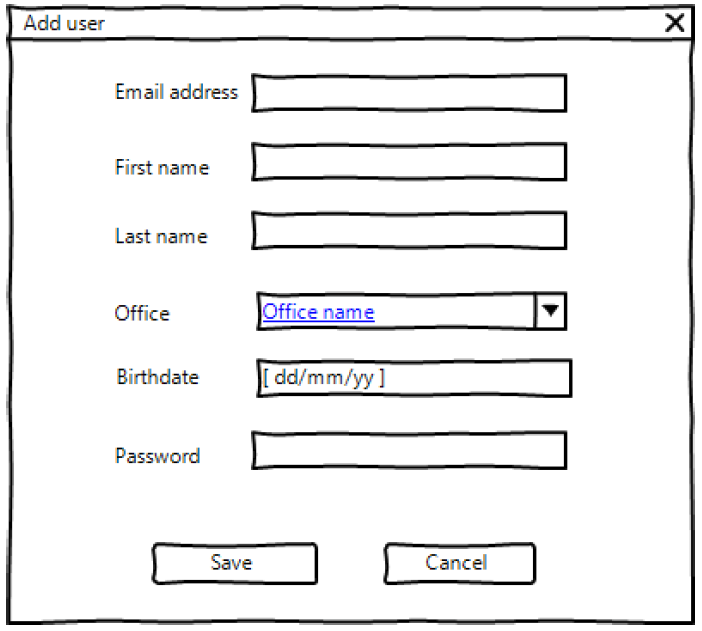 Add user
Email address
First name
Last name
Office
Office name
Birthdate
[ dd/mm/yy ]
Password
Save
Cancel